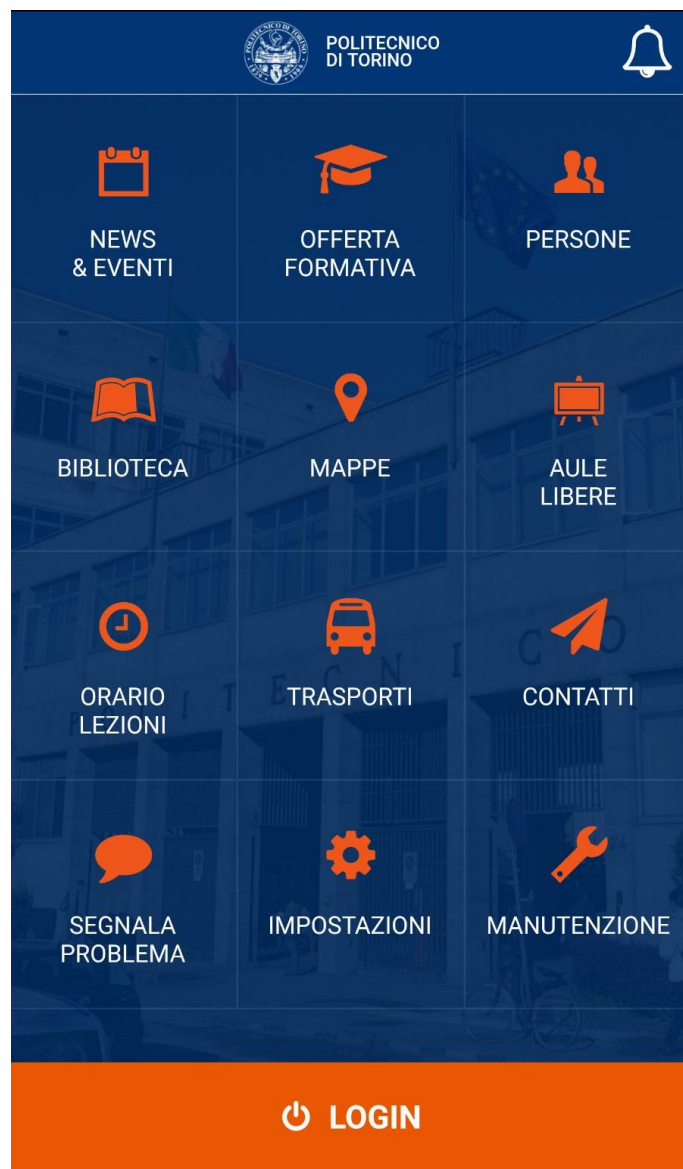 POLITECNICO
DI TORINO
NEWS
& EVENTI
OFFERTA
FORMATIVA
PERSONE
BIBLIOTECA
MAPPE
AULE
LIBERE
ORARIO
LEZIONI
TRASPORTI
CONTATTI
SEGNALA
PROBLEMA
IMPOSTAZIONI
MANUTENZIONE
LOGIN